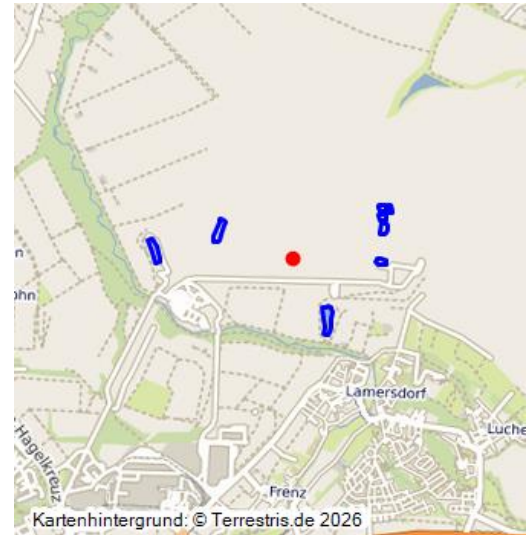 n
ohn
Lamersdorf
Luche
Hagelkreuz
Frenz
Kartenhintergrund: © Terrestris.de 2026